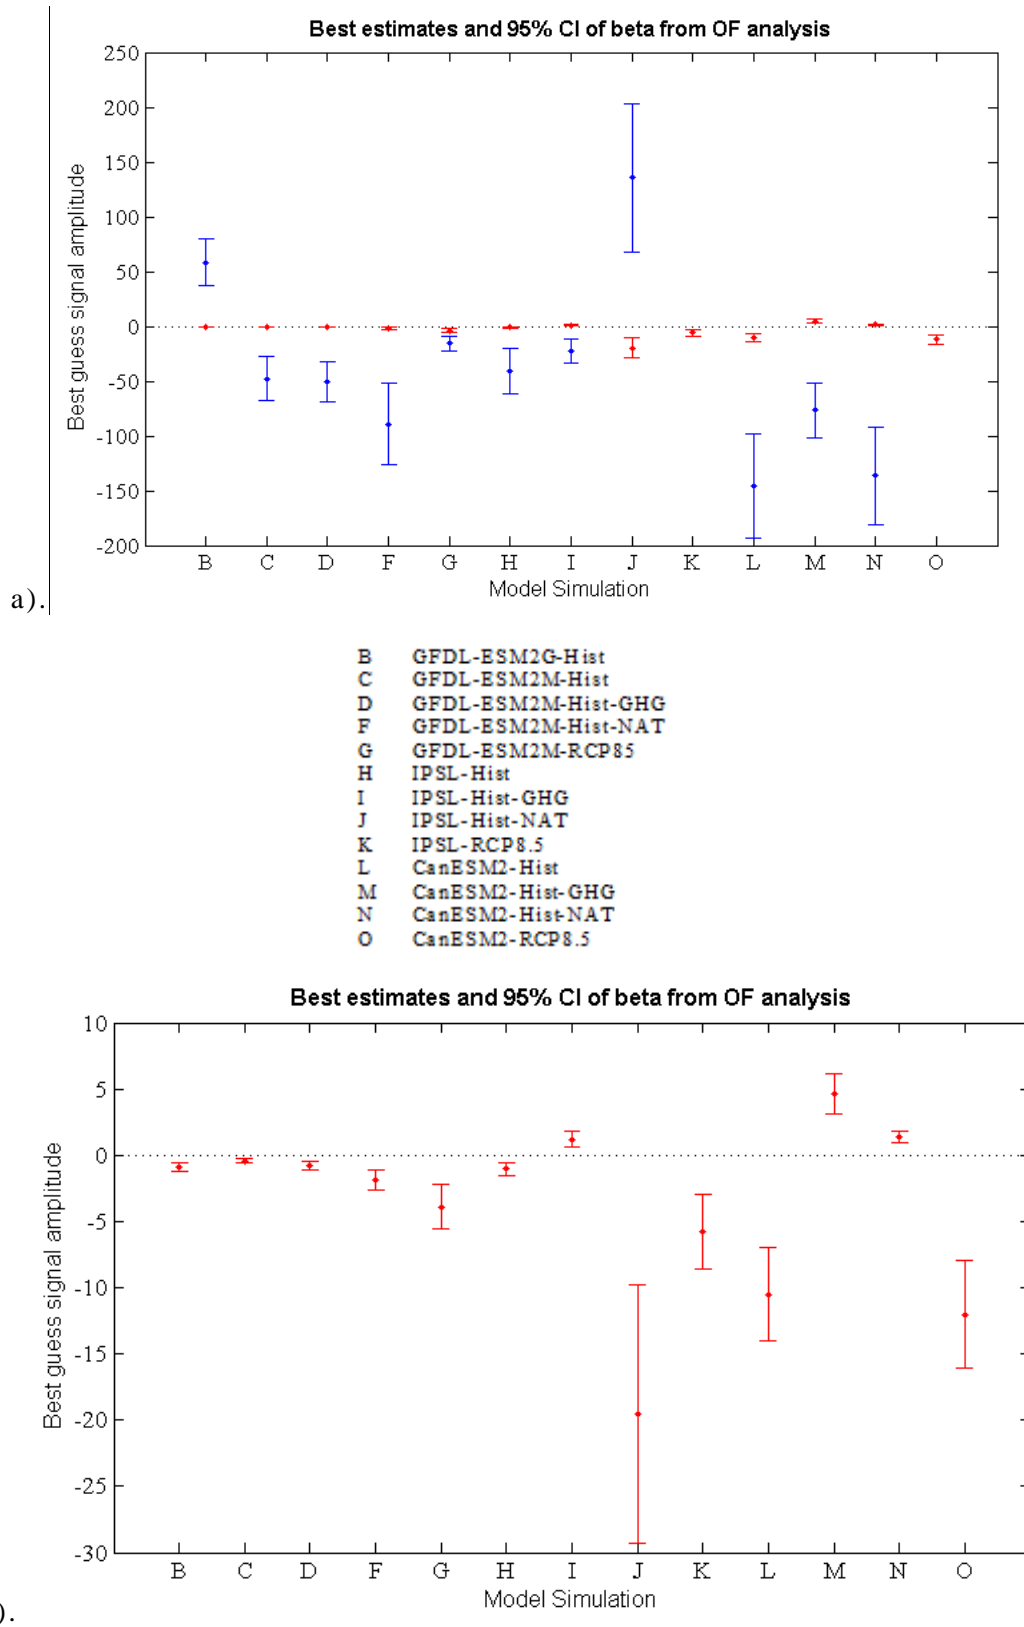 Best estimates and 95% CI of beta from OF analysis
250
200
150
100
50
0
-50
-100
-150
-200
Best guess signal amplitude
B C D F G H I J K L M N O
Model Simulation
a).
B GFDL-ESM2G-Hist
C GFDL-ESM2M-Hist
D GFDL-ESM2M-Hist-GHG
F GFDL-ESM2M-Hist-NAT
G GFDL-ESM2M-RCP85
H IPSL-Hist
I IPSL-Hist-GHG
J IPSL-Hist-NAT
K IPSL-RCP8.5
L CanESM2-Hist
M CanESM2-Hist-GHG
N CanESM2-Hist-NAT
O CanESM2-RCP8.5
Best estimates and 95% CI of beta from OF analysis
10
5
0
-5
-10
-15
-20
-25
-30
Best guess signal amplitude
B C D F G H I J K L M N O
Model Simulation
).